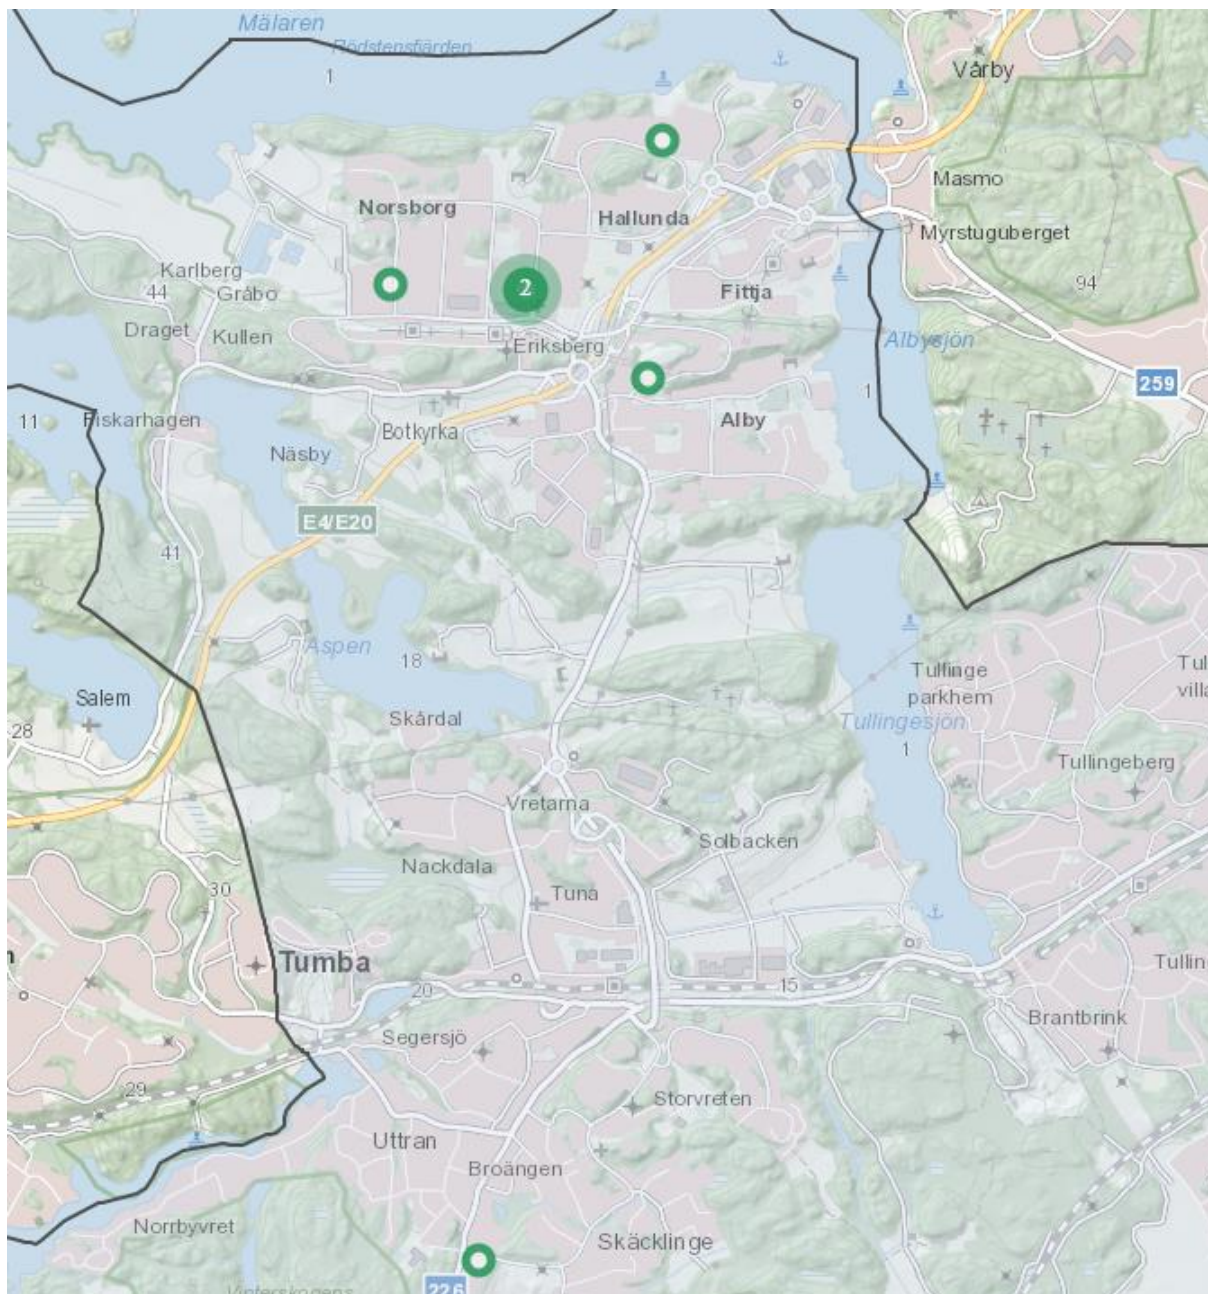 Mälaren
Rödstensfjärden
1
Vårby
Masmo
Norsborg
Hallunda
Myrstuguberget
Karlberg
44
Gråbo
2
Fittja
94
Draget
Kullen
Eriksberg
Albysjön
259
1
11
Fiskarhagen
Alby
Botkyrka
Näsby
E4/E20
41
Aspen
18
Tullinge
parkhem
Tul
villa
Salem
Skårdal
Tullingesjön
28
1
Tullingeberg
Vretarna
Solbacken
Nackdala
Tuna
30
n
Tumba
Tullin
20
15
Brantbrink
Segersjö
29
Storvreten
Uttran
Broängen
Norrbyvret
Skäcklinge
Vinterskogens
226